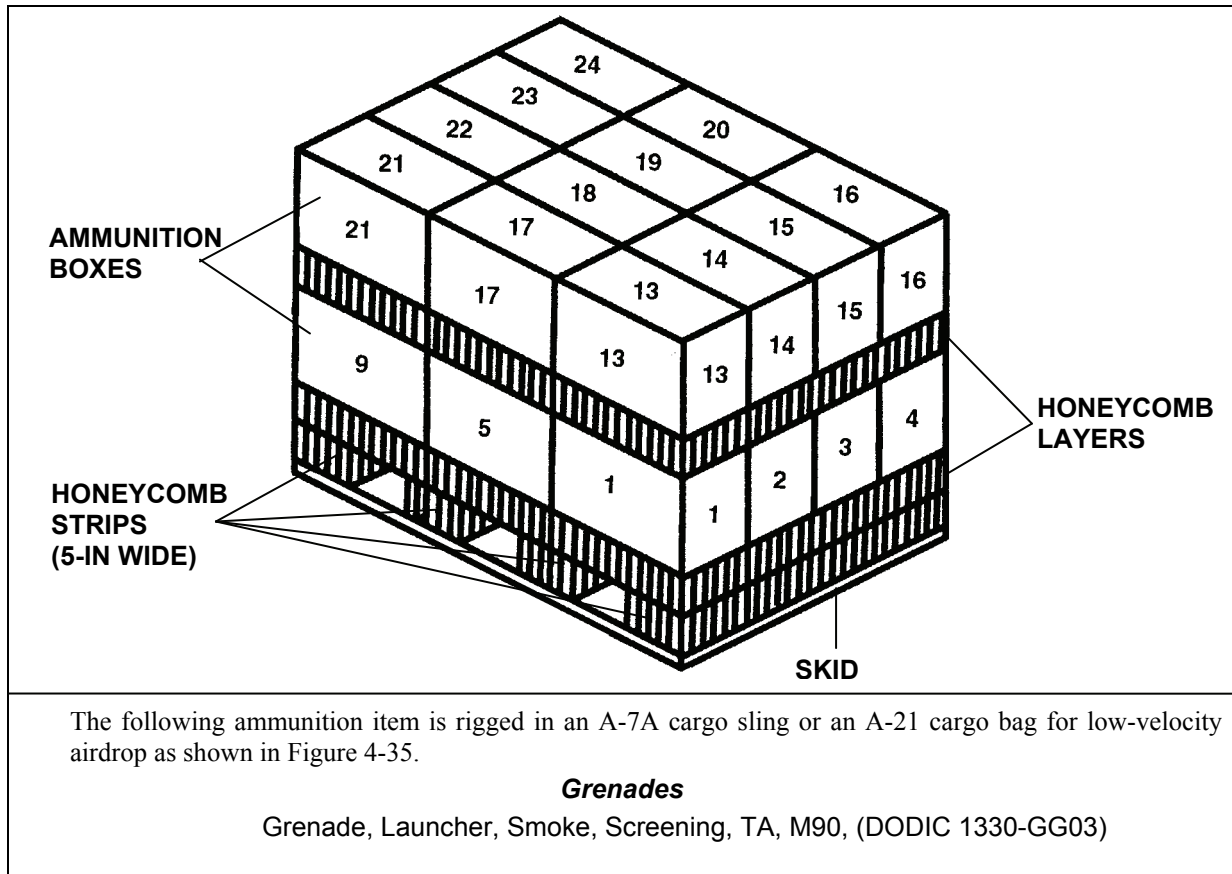 24
23
20
22
19
16
21
18
15
17
14
13
AMMUNITION
BOXES
21
17
13
13
14
15
16
9
5
1
1
2
3
4
HONEYCOMB
LAYERS
HONEYCOMB
STRIPS
(5-IN WIDE)
SKID
The following ammunition item is rigged in an A-7A cargo sling or an A-21 cargo bag for low-velocity
airdrop as shown in Figure 4-35.
Grenades
Grenade, Launcher, Smoke, Screening, TA, M90, (DODIC 1330-GG03)